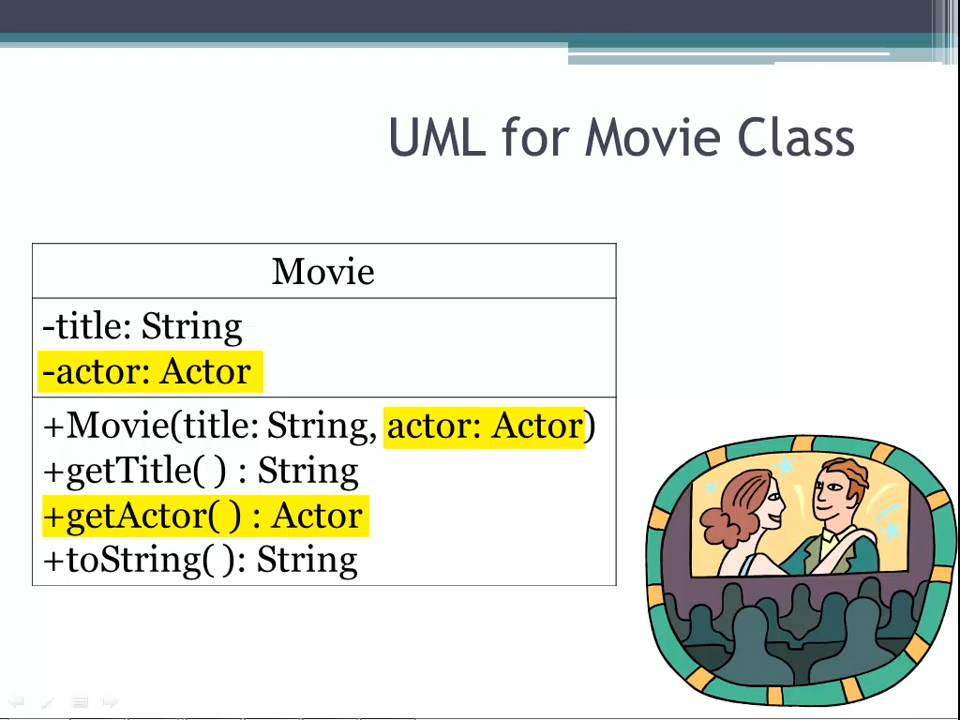 UML for Movie Class
Movie
-title: String
-actor: Actor
+Movie(title: String, actor: Actor)
+getTitle( ) : String
+getActor( ) : Actor
+toString( ): String